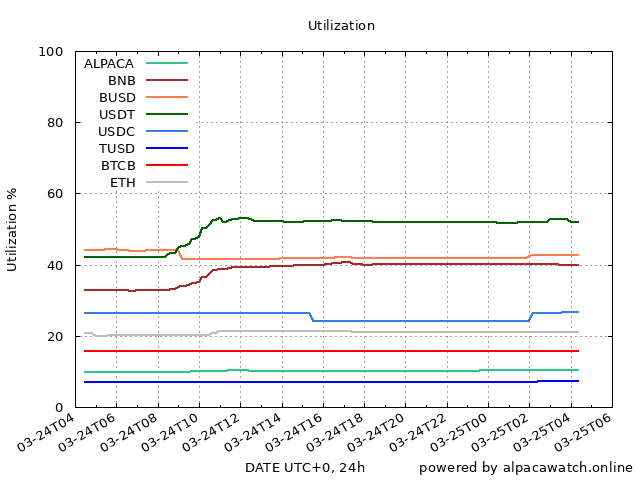 Utilization
100
80
60
40
20
0
Utilization %
ALPACA
BNB
BUSD
USDT
USDC
TUSD
BTCB
ETH
03-24T04
03-24T06
03-24T08
03-24T10
03-24T12
03-24T14
03-24T16
03-24T18
03-24T20
03-24T22
03-25T00
03-25T02
03-25T04
03-25T06
DATE UTC+0, 24h
powered by alpacawatch.online